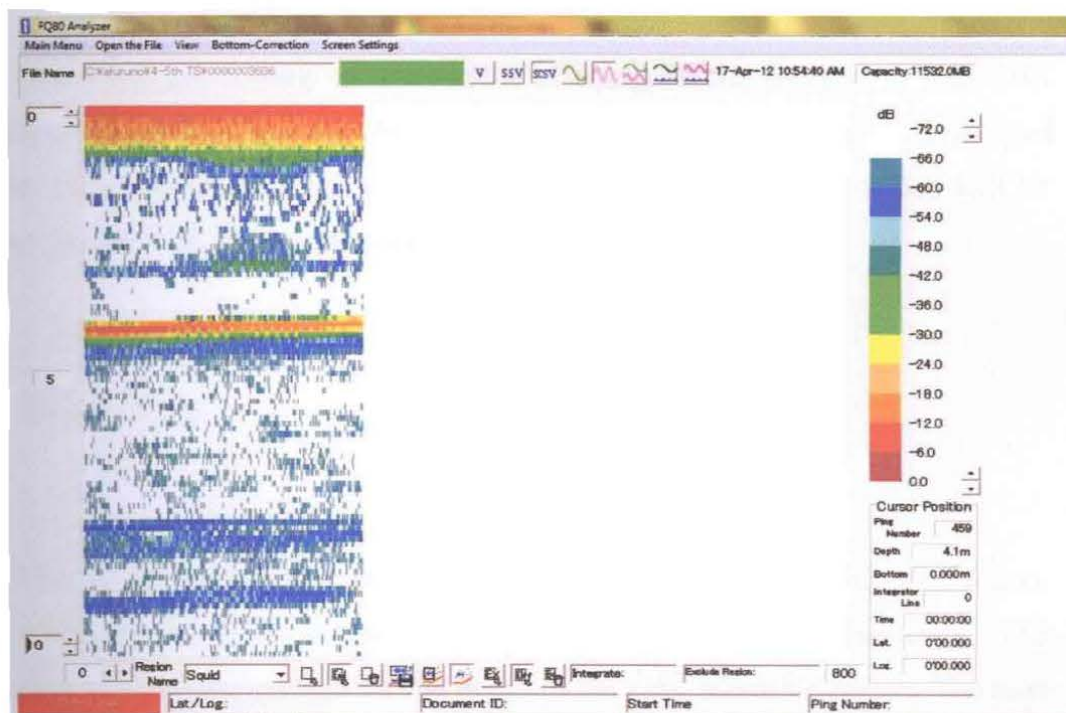 FQ80 Analyzer
Main Menu Open the File View Bottom-Correction Screen Settings
File Name
V SSV SCSV 17-Apr-12 10:54:40 AM Capacity:11532.0MB
0
dB
-72.0
-66.0
-60.0
-54.0
-48.0
-42.0
-36.0
-30.0
-24.0
-18.0
-12.0
-6.0
0.0
5
Cursor Position
Ping Number 459
Depth 4.1m
Bottom 0.000m
Integrator Line 0
Time 00:00:00
Lat. 0'00.000
Log. 0'00.000
0 Region Name Squid Integrate: Exclude Region: 800
Lat./Log.: Document ID: Start Time Ping Number: